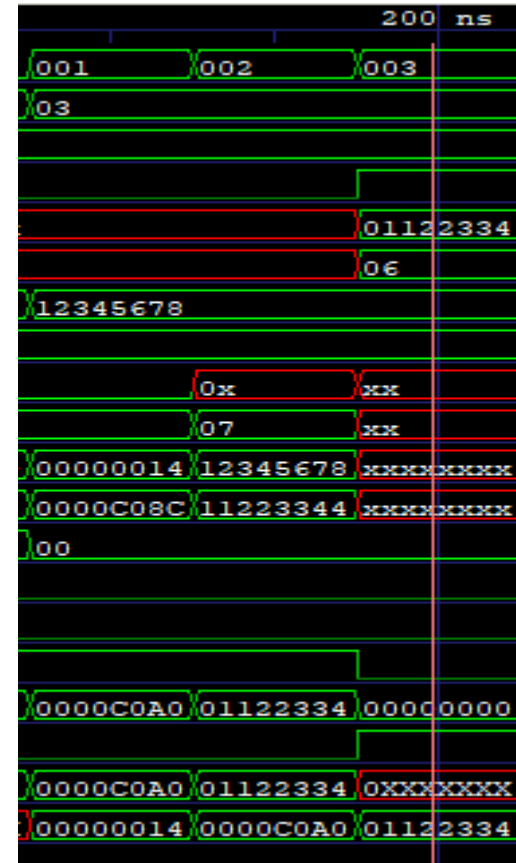 200 ns
001 002 003
03
01122334
06
12345678
0x xx
07 xx
00000014 12345678 xxxxxxxx
0000C08C 11223344 xxxxxxxx
00
0000C0A0 01122334 00000000
0000C0A0 01122334 0XXXXXXX
00000014 0000C0A0 01122334